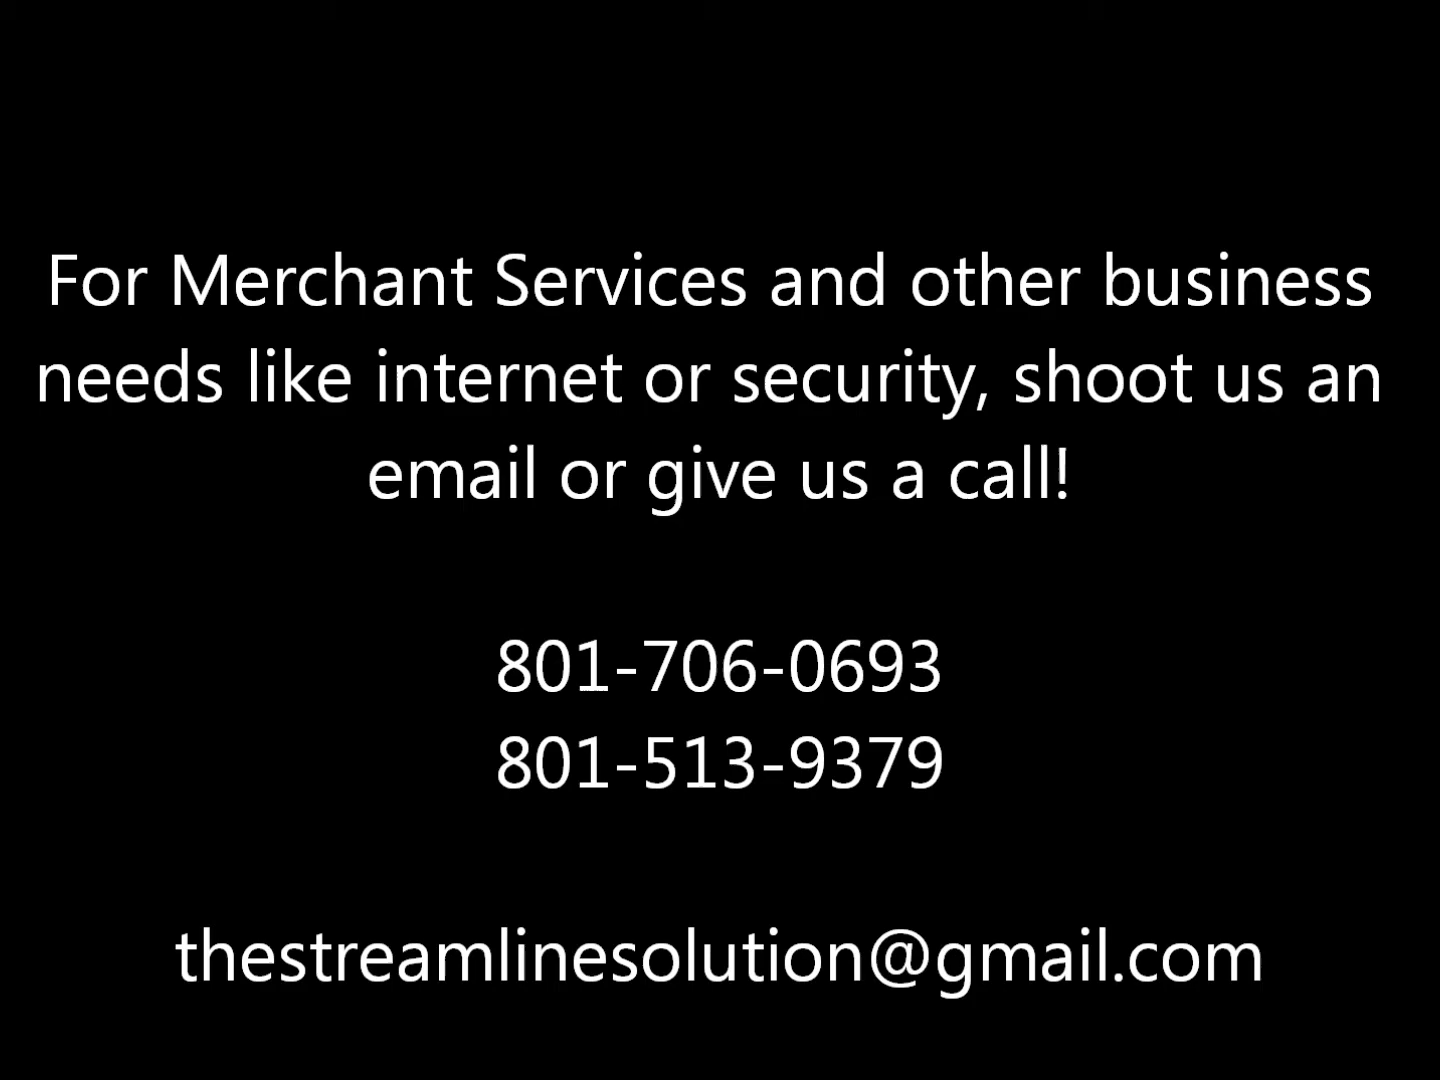 For Merchant Services and other business
needs like internet or security, shoot us an
email or give us a call!
801-706-0693
801-513-9379
thestreamlinesolution@gmail.com